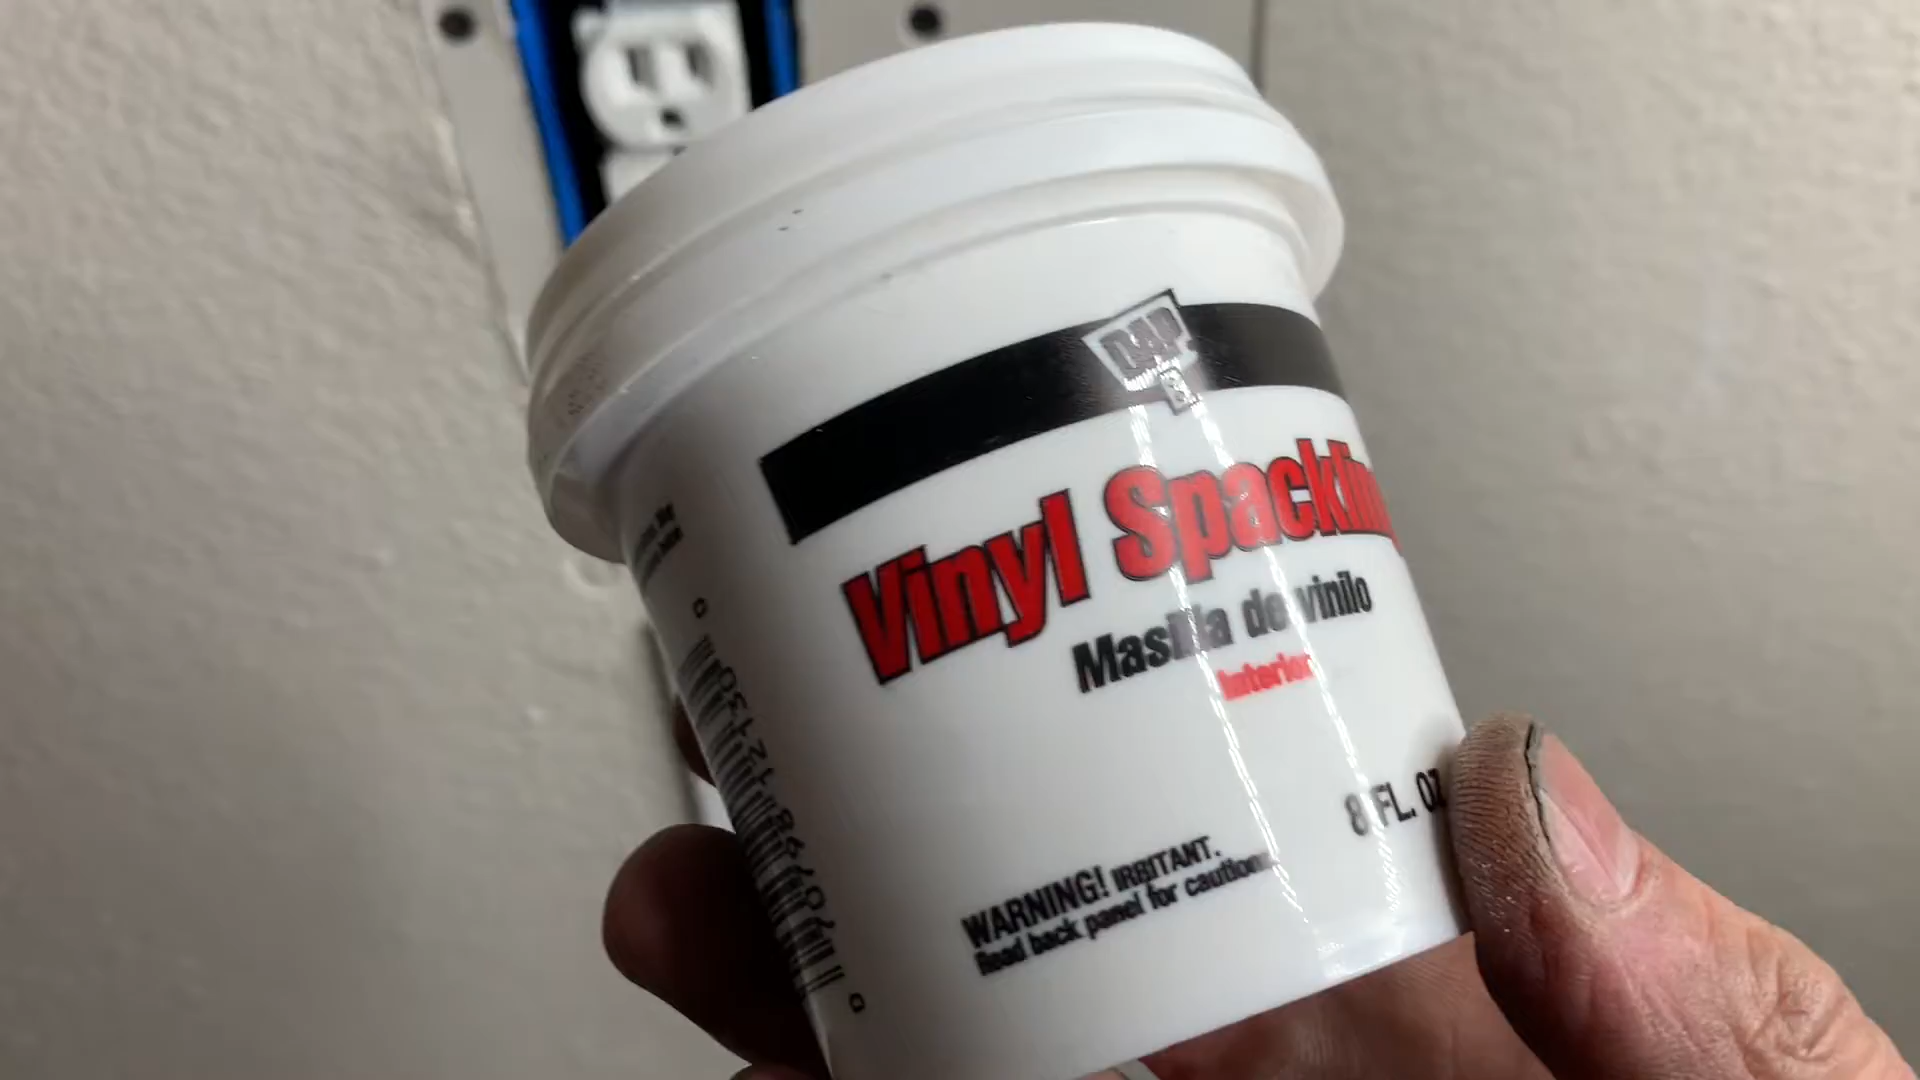 DAP
Vinyl Spackling
Masilla de vinilo
Interior
8 FL. OZ
WARNING! IRRITANT.
Read back panel for cautions